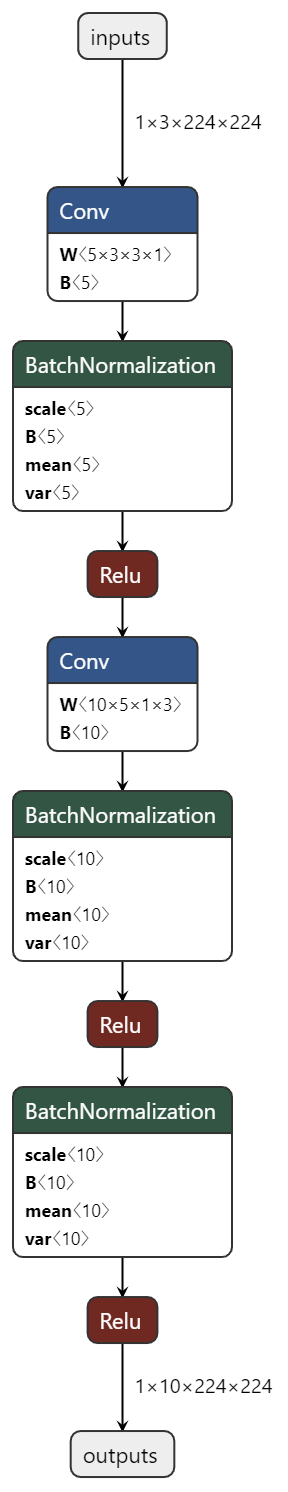 inputs
1×3×224×224
Conv
W〈5×3×3×1〉
B〈5〉
BatchNormalization
scale〈5〉
B〈5〉
mean〈5〉
var〈5〉
Relu
Conv
W〈10×5×1×3〉
B〈10〉
BatchNormalization
scale〈10〉
B〈10〉
mean〈10〉
var〈10〉
Relu
BatchNormalization
scale〈10〉
B〈10〉
mean〈10〉
var〈10〉
Relu
1×10×224×224
outputs